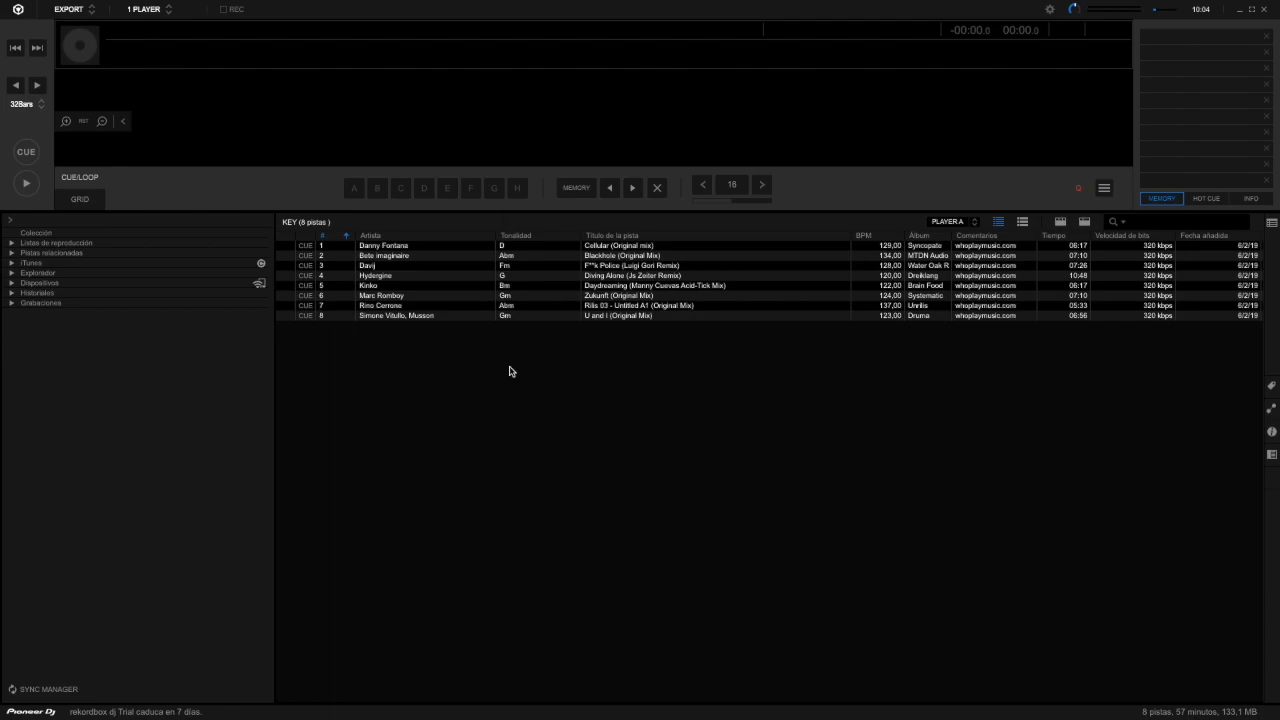 EXPORT 1 PLAYER REC 10:04
-00:00.0 00:00.0
32Bars
RST
CUE
CUE/LOOP
GRID
A B C D E F G H MEMORY 16 Q
MEMORY HOT CUE INFO
KEY (8 pistas ) PLAYER A
# Artista Tonalidad Título de la pista BPM Álbum Comentarios Tiempo Velocidad de bits Fecha añadida
CUE 1 Danny Fontana D Cellular (Original mix) 129,00 Syncopate whoplaymusic.com 06:17 320 kbps 6/2/19
CUE 2 Bete imaginaire Abm Blackhole (Original Mix) 134,00 MTDN Audio whoplaymusic.com 07:10 320 kbps 6/2/19
CUE 3 Davij Fm F**k Police (Luigi Gori Remix) 128,00 Water Oak R whoplaymusic.com 07:26 320 kbps 6/2/19
CUE 4 Hydergine G Diving Alone (Js Zeiter Remix) 120,00 Dreiklang whoplaymusic.com 10:48 320 kbps 6/2/19
CUE 5 Kinko Bm Daydreaming (Manny Cuevas Acid-Tick Mix) 122,00 Brain Food whoplaymusic.com 06:17 320 kbps 6/2/19
CUE 6 Marc Romboy Gm Zukunft (Original Mix) 124,00 Systematic whoplaymusic.com 07:10 320 kbps 6/2/19
CUE 7 Rino Cerrone Abm Rilis 03 - Untitled A1 (Original Mix) 137,00 Unrilis whoplaymusic.com 05:33 320 kbps 6/2/19
CUE 8 Simone Vitullo, Musson Gm U and I (Original Mix) 123,00 Druma whoplaymusic.com 06:56 320 kbps 6/2/19
Colección
Listas de reproducción
Pistas relacionadas
iTunes
Explorador
Dispositivos
Historiales
Grabaciones
SYNC MANAGER
Pioneer Dj rekordbox dj Trial caduca en 7 días. 8 pistas, 57 minutos, 133.1 MB